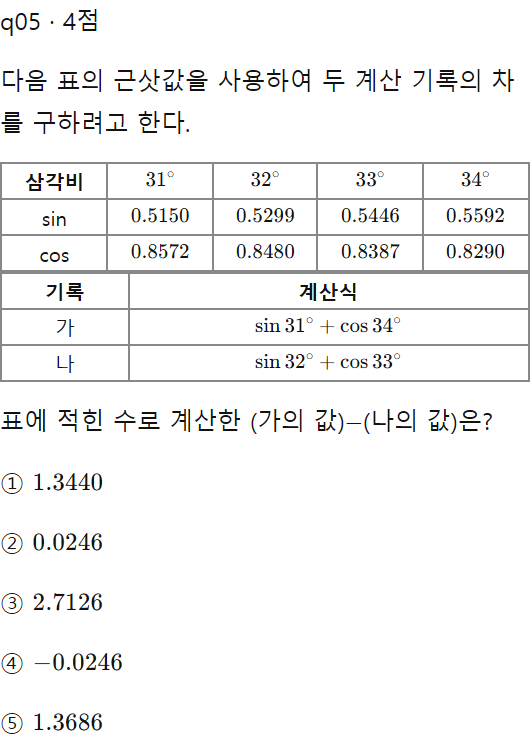 q05 · 4점
다음 표의 근삿값을 사용하여 두 계산 기록의 차
를 구하려고 한다.
삼각비 31° 32° 33° 34°
sin 0.5150 0.5299 0.5446 0.5592
cos 0.8572 0.8480 0.8387 0.8290
기록 계산식
가 sin 31° + cos 34°
나 sin 32° + cos 33°
표에 적힌 수로 계산한 (가의 값)−(나의 값)은?
① 1.3440
② 0.0246
③ 2.7126
④ −0.0246
⑤ 1.3686